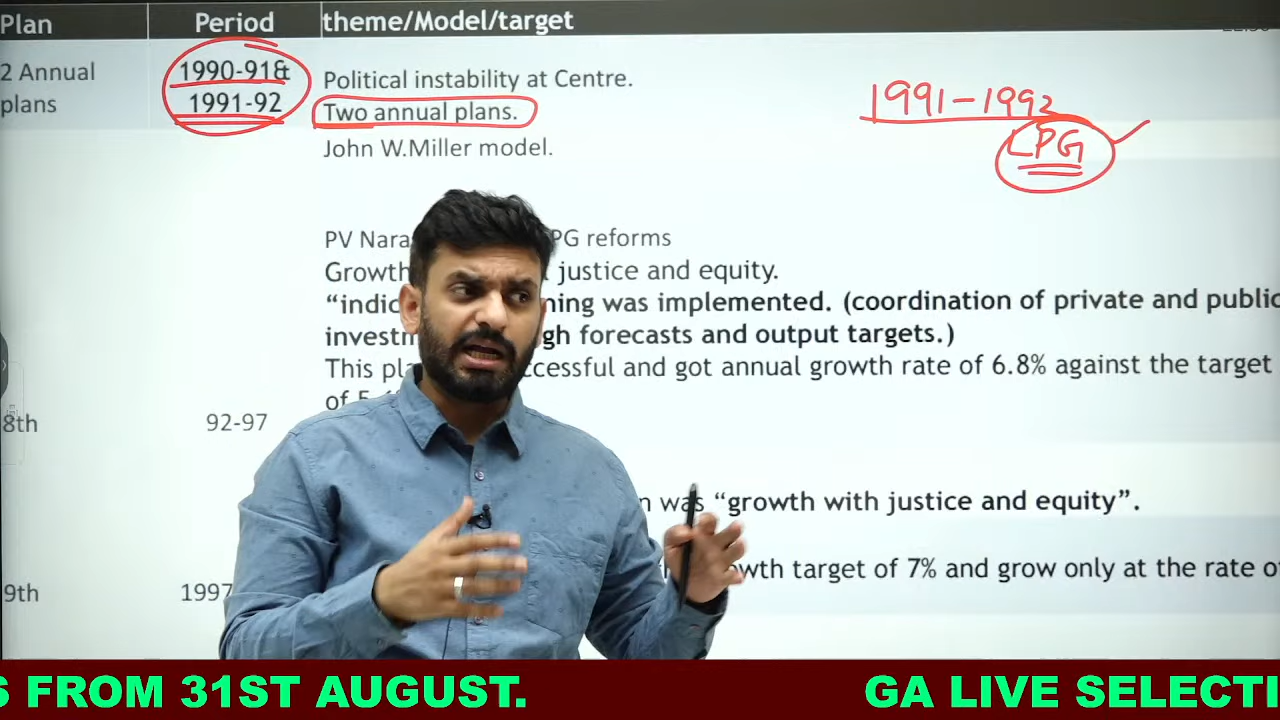 Plan Period theme/Model/target
2 Annual plans
1990-91&
1991-92
Political instability at Centre.
Two annual plans.
John W.Miller model.
1991-1992
LPG
PV Nara PG reforms
Growth justice and equity.
“indic ning was implemented. (coordination of private and public
investm gh forecasts and output targets.)
This pla ccessful and got annual growth rate of 6.8% against the target
of 5
8th 92-97
n was “growth with justice and equity”.
wth target of 7% and grow only at the rate of
9th 1997
S FROM 31ST AUGUST. GA LIVE SELECTI